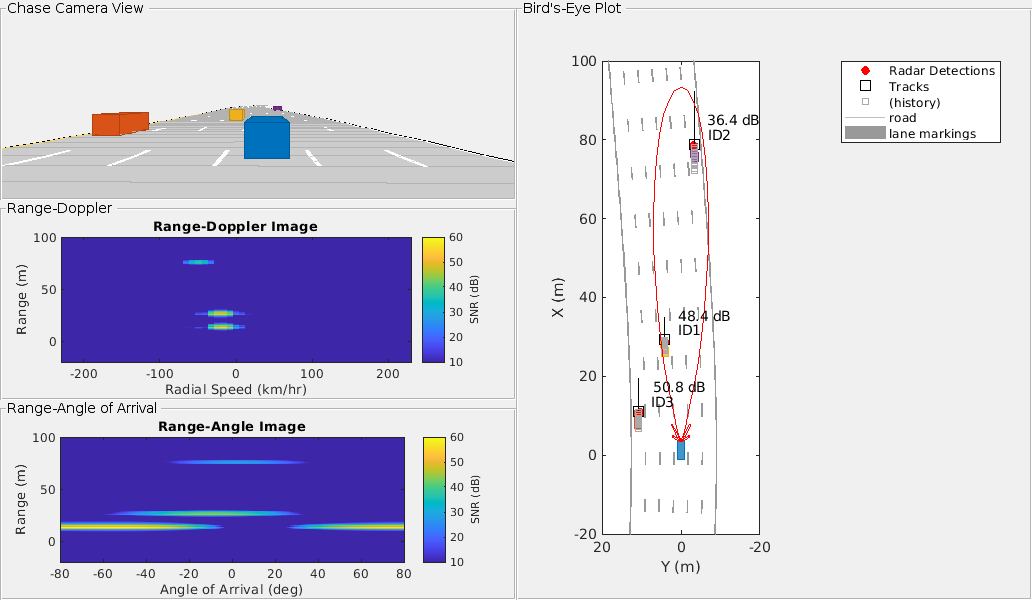 Chase Camera View
Range-Doppler
Range-Doppler Image
100
50
0
Range (m)
-200 -100 0 100 200
Radial Speed (km/hr)
60
50
40
30
20
10
SNR (dB)
Range-Angle of Arrival
Range-Angle Image
100
50
0
Range (m)
-80 -60 -40 -20 0 20 40 60 80
Angle of Arrival (deg)
60
50
40
30
20
10
SNR (dB)
Bird's-Eye Plot
100
80
60
40
20
0
-20
X (m)
20 0 -20
Y (m)
36.4 dB
ID2
48.4 dB
ID1
50.8 dB
ID3
Radar Detections
Tracks
(history)
road
lane markings